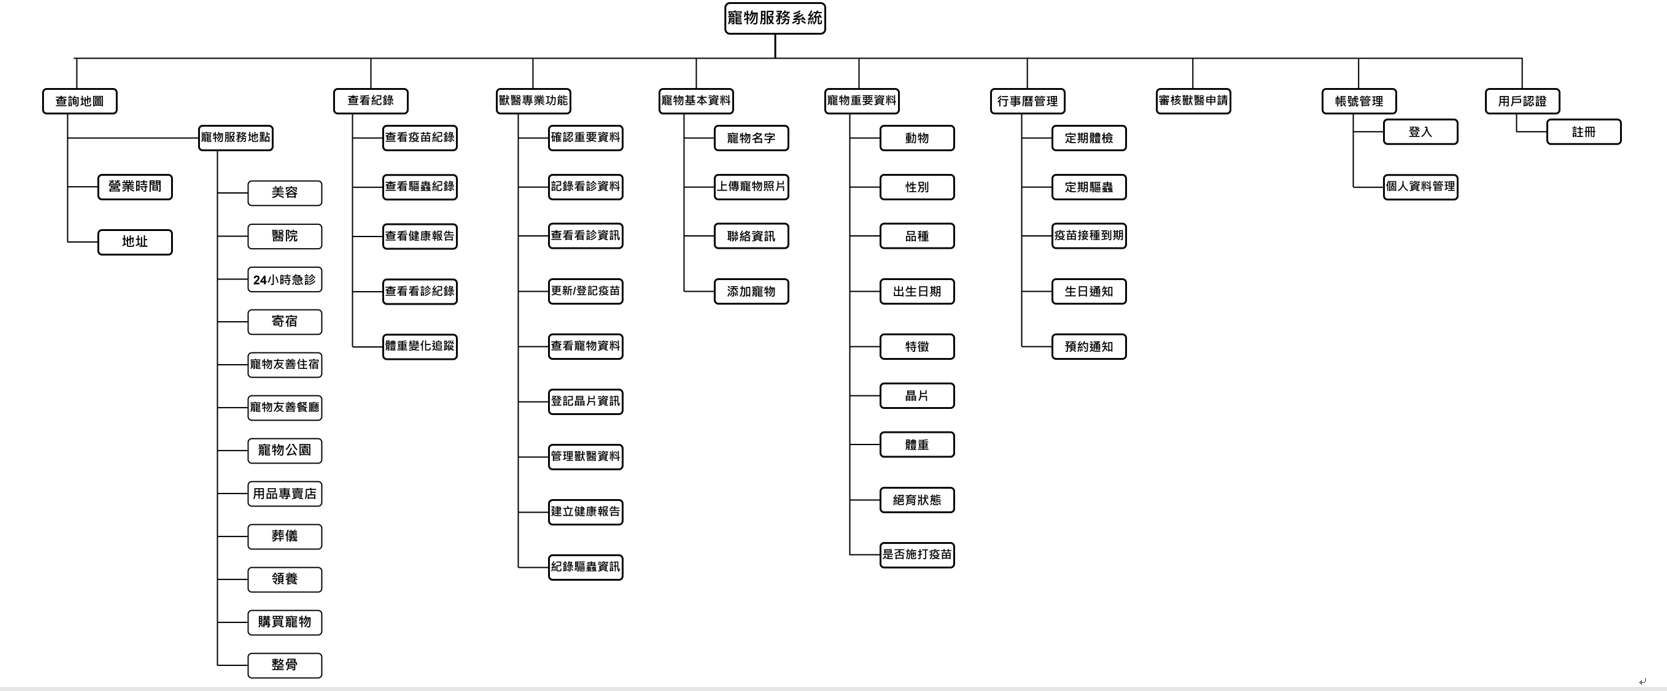 寵物服務系統
查詢地圖
寵物服務地點
營業時間
地址
美容
醫院
24小時急診
寄宿
寵物友善住宿
寵物友善餐廳
寵物公園
用品專賣店
葬儀
領養
購買寵物
整骨
查看紀錄
查看疫苗紀錄
查看驅蟲紀錄
查看健康報告
查看看診紀錄
體重變化追蹤
獸醫專業功能
確認重要資料
記錄看診資料
查看看診資訊
更新/登記疫苗
查看寵物資料
登記晶片資訊
管理獸醫資料
建立健康報告
紀錄驅蟲資訊
寵物基本資料
寵物名字
上傳寵物照片
聯絡資訊
添加寵物
寵物重要資料
動物
性別
品種
出生日期
特徵
晶片
體重
絕育狀態
是否施打疫苗
行事曆管理
定期體檢
定期驅蟲
疫苗接種到期
生日通知
預約通知
審核獸醫申請
帳號管理
登入
個人資料管理
用戶認證
註冊